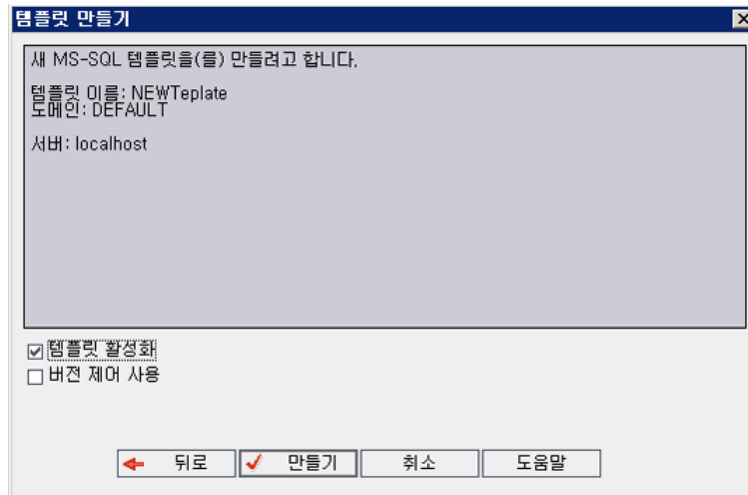 템플릿 만들기
새 MS-SQL 템플릿을(를) 만들려고 합니다.
템플릿 이름: NEWTeplate
도메인: DEFAULT
서버: localhost
템플릿 활성화
버전 제어 사용
뒤로 만들기 취소 도움말